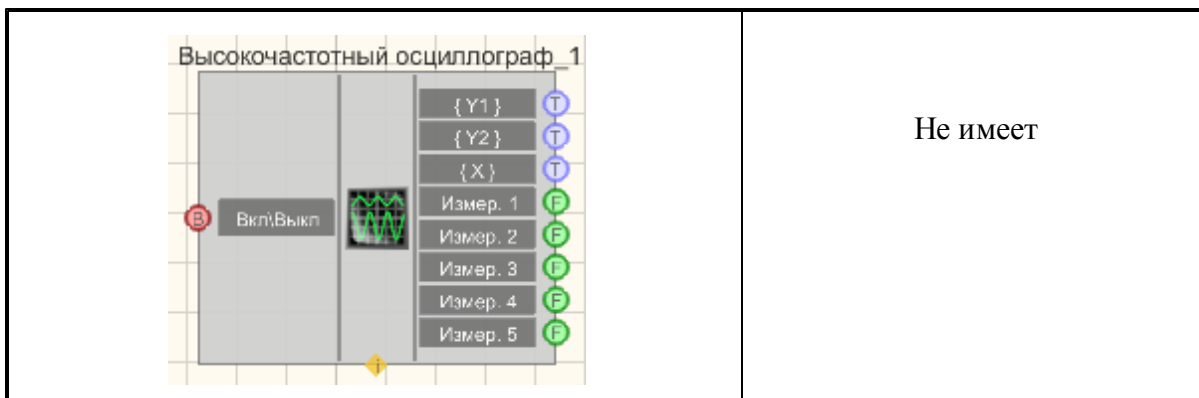 Высокочастотный осциллограф_1
{ Y1 } T
{ Y2 } T
{ X } T
Измер. 1 F
B Вкл\Выкл
Измер. 2 F
Измер. 3 F
Измер. 4 F
Измер. 5 F
i
Не имеет